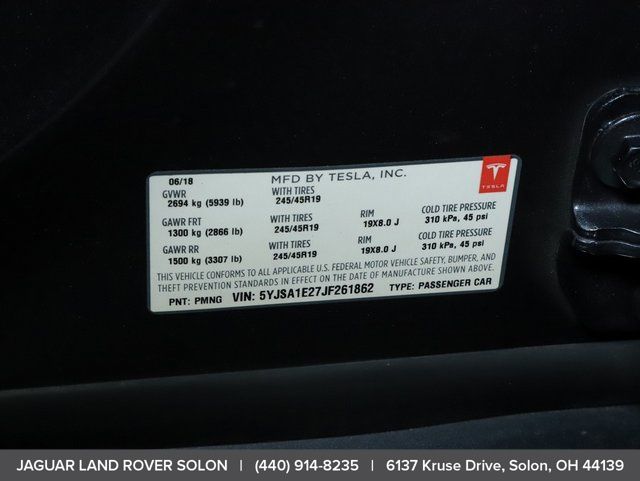 06/18 MFD BY TESLA, INC.
GVWR WITH TIRES
2694 kg (5939 lb) 245/45R19
TESLA
GAWR FRT WITH TIRES RIM COLD TIRE PRESSURE
1300 kg (2866 lb) 245/45R19 19X8.0 J 310 kPa, 45 psi
GAWR RR WITH TIRES RIM COLD TIRE PRESSURE
1500 kg (3307 lb) 245/45R19 19X8.0 J 310 kPa, 45 psi
THIS VEHICLE CONFORMS TO ALL APPLICABLE U.S. FEDERAL MOTOR VEHICLE SAFETY, BUMPER, AND
THEFT PREVENTION STANDARDS IN EFFECT ON THE DATE OF MANUFACTURE SHOWN ABOVE.
PNT: PMNG VIN: 5YJSA1E27JF261862 TYPE: PASSENGER CAR
JAGUAR LAND ROVER SOLON | (440) 914-8235 | 6137 Kruse Drive, Solon, OH 44139